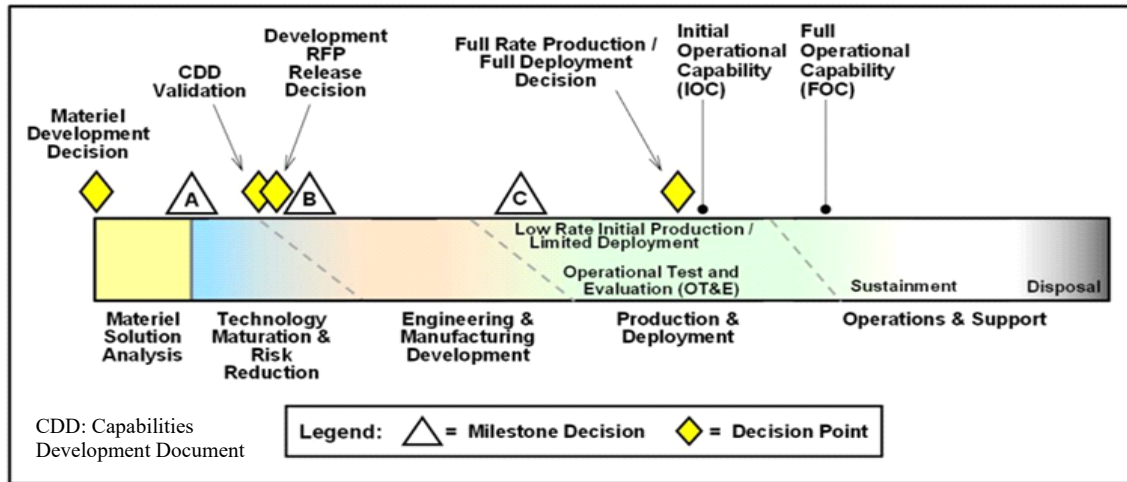 Materiel
Development
Decision
CDD
Validation
Development
RFP
Release
Decision
Full Rate Production /
Full Deployment
Decision
Initial
Operational
Capability
(IOC)
Full
Operational
Capability
(FOC)
A
B
C
Low Rate Initial Production /
Limited Deployment
Operational Test and
Evaluation (OT&E)
Sustainment
Disposal
Materiel
Solution
Analysis
Technology
Maturation &
Risk
Reduction
Engineering &
Manufacturing
Development
Production &
Deployment
Operations & Support
CDD: Capabilities
Development Document
Legend: = Milestone Decision = Decision Point